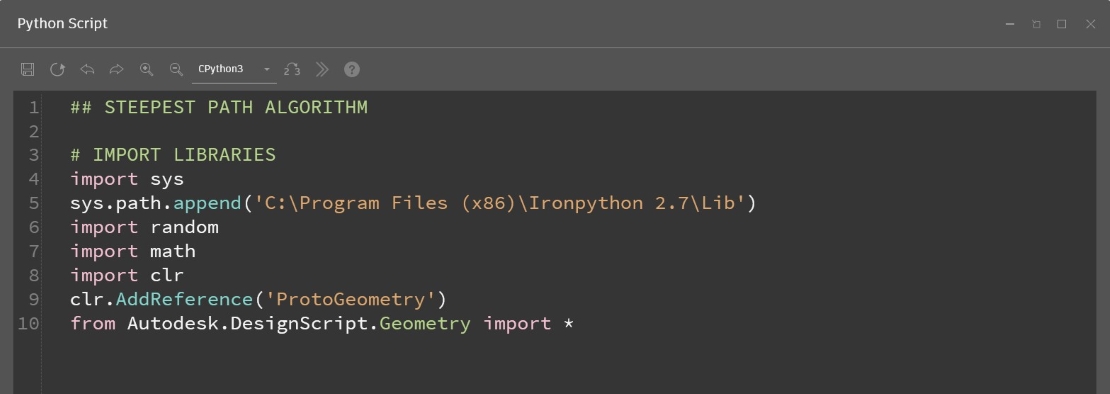 Python Script
CPython3 2 3 ?
1 ## STEEPEST PATH ALGORITHM
2
3 # IMPORT LIBRARIES
4 import sys
5 sys.path.append('C:\Program Files (x86)\Ironpython 2.7\Lib')
6 import random
7 import math
8 import clr
9 clr.AddReference('ProtoGeometry')
10 from Autodesk.DesignScript.Geometry import *